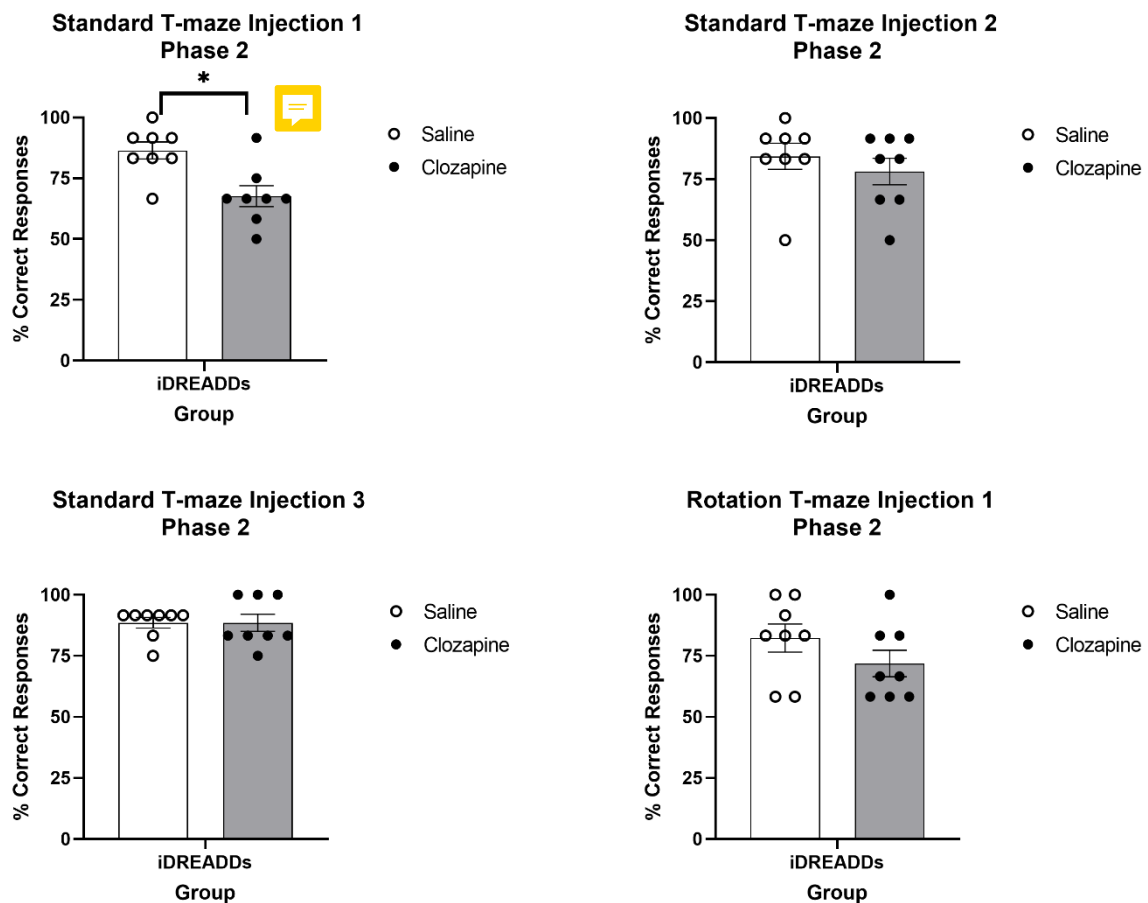 Standard T-maze Injection 1
Phase 2
*
% Correct Responses
100
75
50
25
0
iDREADDs
Group
Saline
Clozapine
Standard T-maze Injection 2
Phase 2
% Correct Responses
100
75
50
25
0
iDREADDs
Group
Saline
Clozapine
Standard T-maze Injection 3
Phase 2
% Correct Responses
100
75
50
25
0
iDREADDs
Group
Saline
Clozapine
Rotation T-maze Injection 1
Phase 2
% Correct Responses
100
75
50
25
0
iDREADDs
Group
Saline
Clozapine